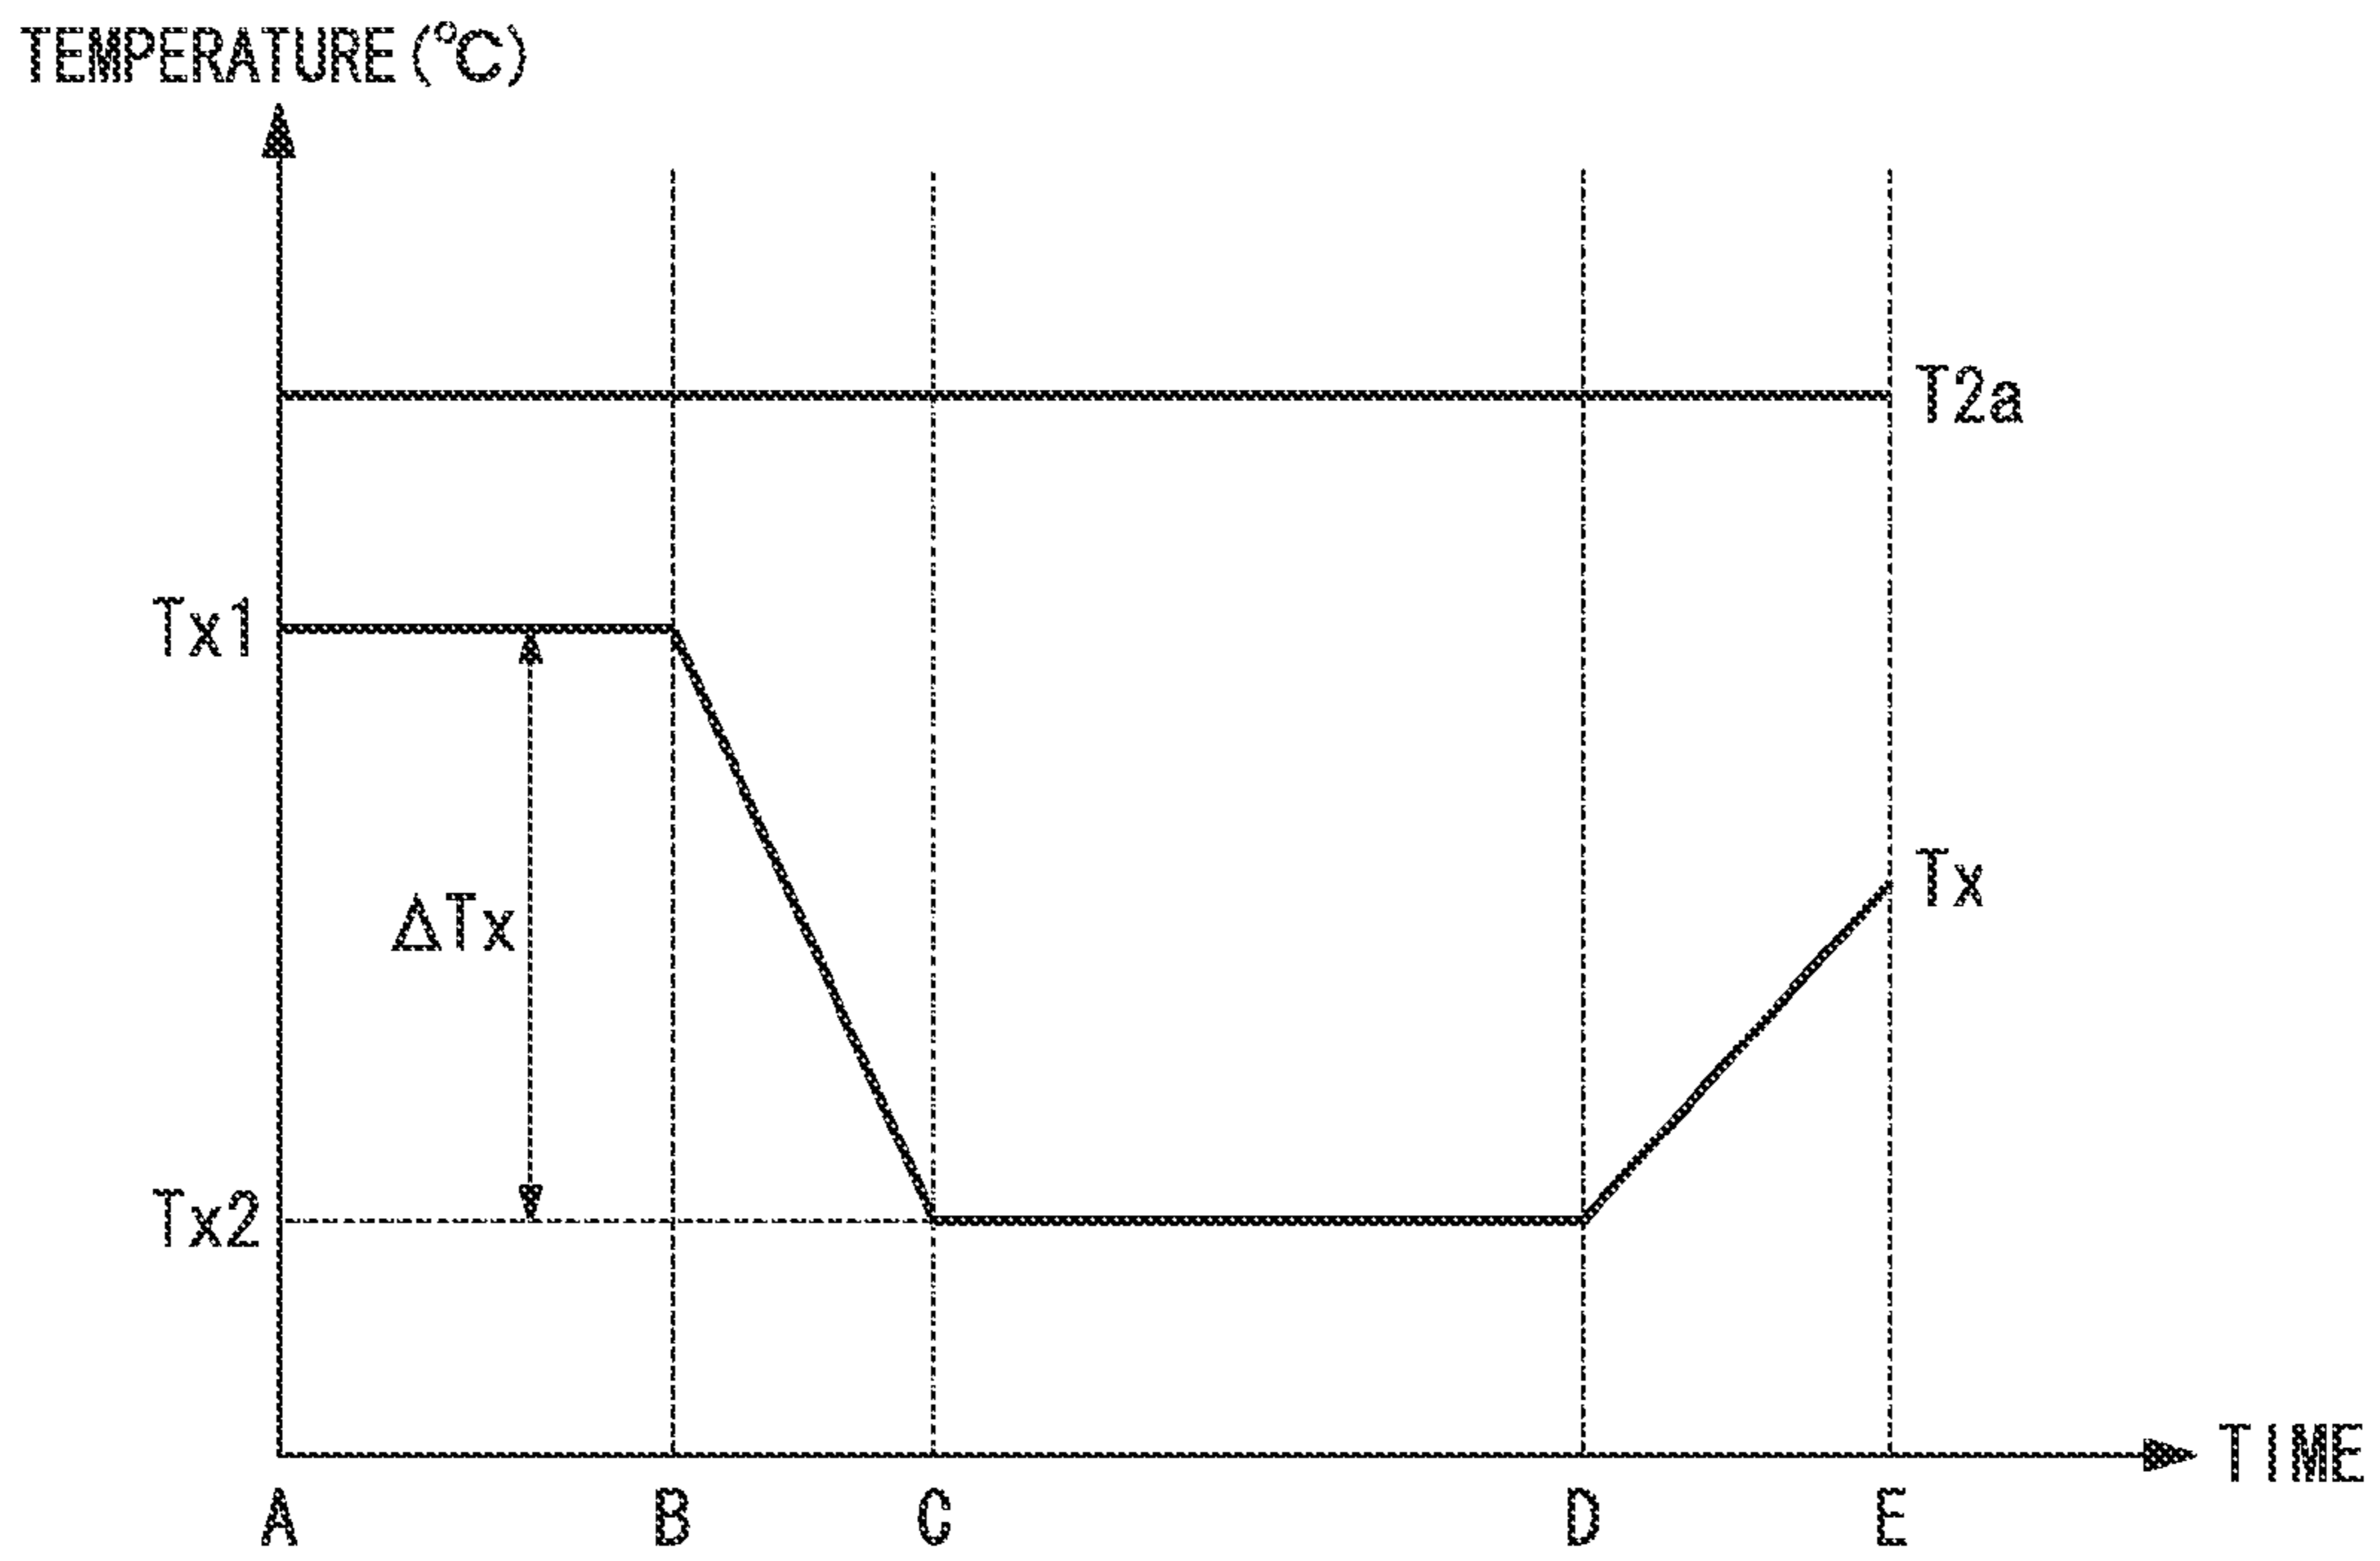 TEMPERATURE(℃)
T2a
Tx1
Tx
ΔTx
Tx2
TIME
A B C D E